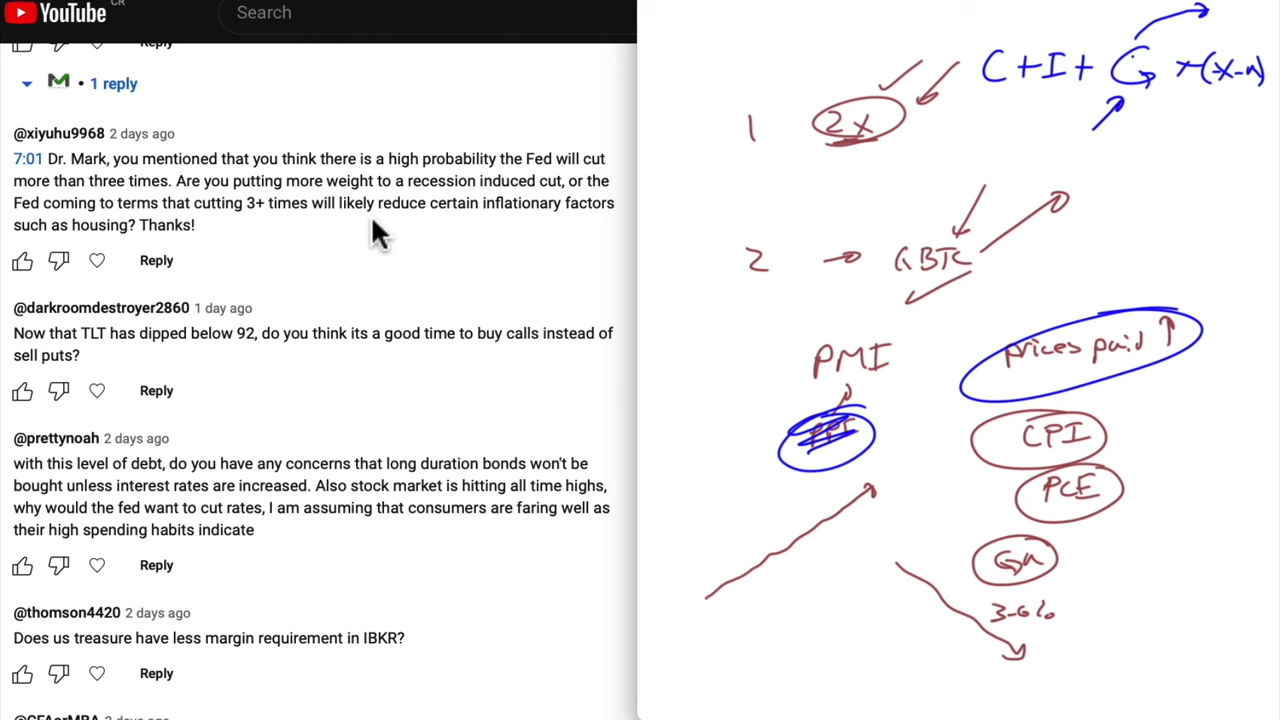 YouTube CR
Search
Reply
• 1 reply
@xiyuhu9968 2 days ago
7:01 Dr. Mark, you mentioned that you think there is a high probability the Fed will cut
more than three times. Are you putting more weight to a recession induced cut, or the
Fed coming to terms that cutting 3+ times will likely reduce certain inflationary factors
such as housing? Thanks!
Reply
@darkroomdestroyer2860 1 day ago
Now that TLT has dipped below 92, do you think its a good time to buy calls instead of
sell puts?
Reply
@prettynoah 2 days ago
with this level of debt, do you have any concerns that long duration bonds won't be
bought unless interest rates are increased. Also stock market is hitting all time highs,
why would the fed want to cut rates, I am assuming that consumers are faring well as
their high spending habits indicate
Reply
@thomson4420 2 days ago
Does us treasure have less margin requirement in IBKR?
Reply
2 days ago
C+I+G+(X-M)
1 2x
2 → GBTC
PMI prices paid ↑
PPI CPI
PCE
3-6%